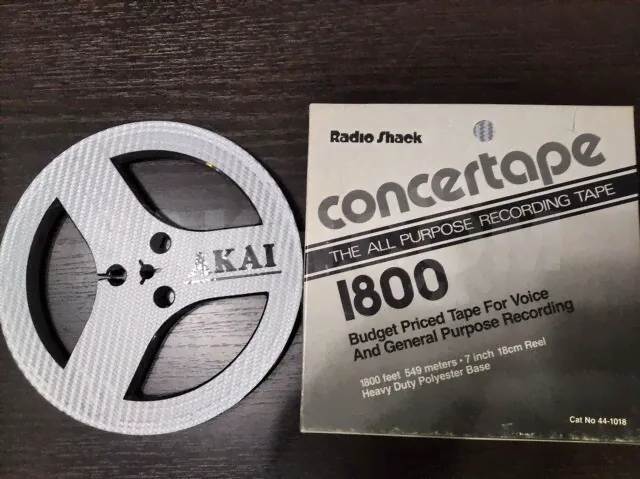 AKAI
Radio Shack
concertape
THE ALL PURPOSE RECORDING TAPE
1800
Budget Priced Tape For Voice
And General Purpose Recording
1800 feet 549 meters • 7 inch 18cm Reel
Heavy Duty Polyester Base
Cat No 44-1018